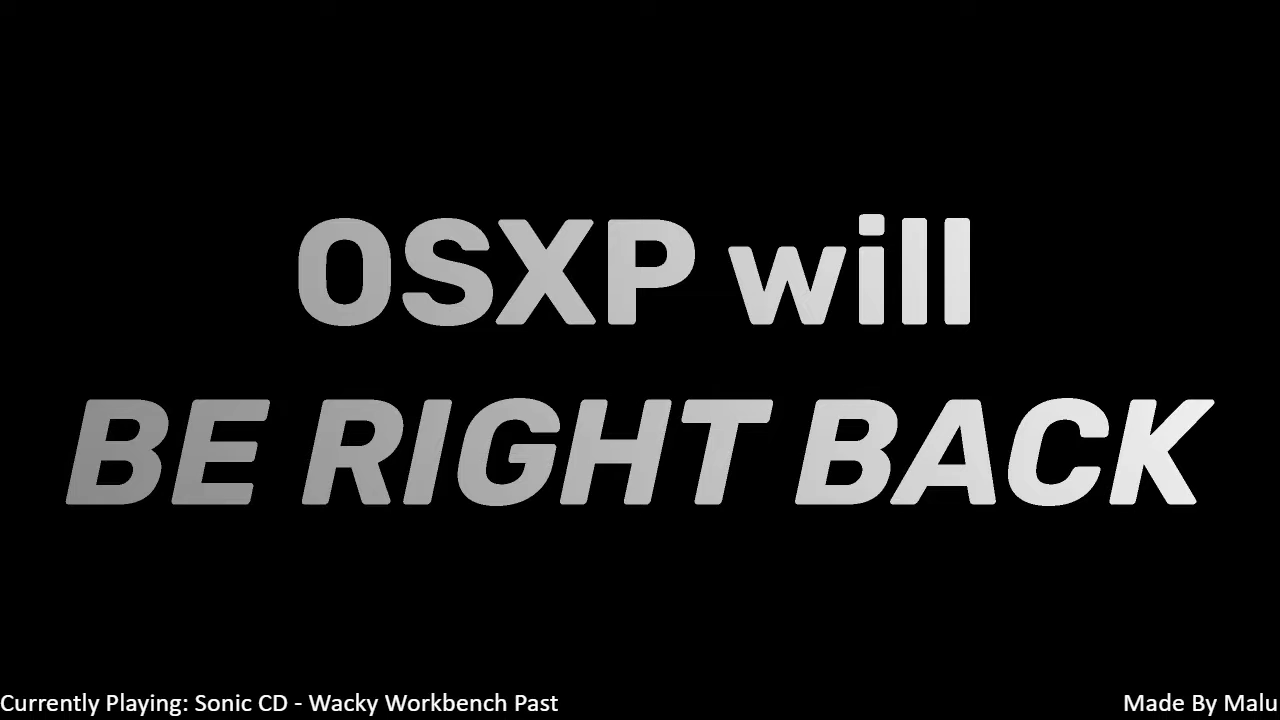 OSXP will
BE RIGHT BACK
Currently Playing: Sonic CD - Wacky Workbench Past
Made By Malu